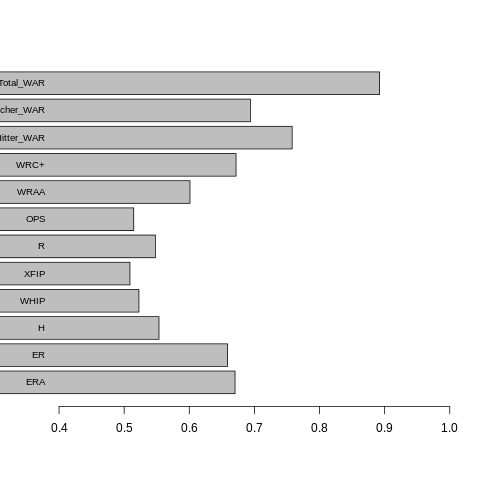 Total_WAR
cher_WAR
itter_WAR
WRC+
WRAA
OPS
R
XFIP
WHIP
H
ER
ERA
0.4 0.5 0.6 0.7 0.8 0.9 1.0